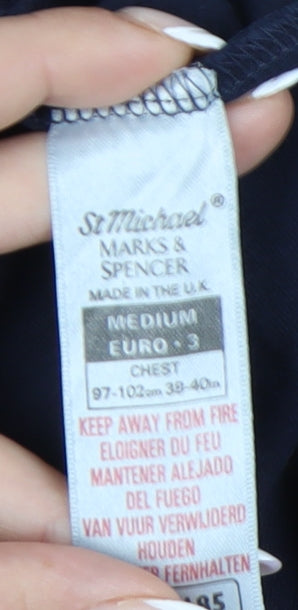 St Michael®
MARKS &
SPENCER
MADE IN THE U.K.
MEDIUM
EURO • 3
CHEST
97-102cm 38-40in
KEEP AWAY FROM FIRE
ELOIGNER DU FEU
MANTENER ALEJADO
DEL FUEGO
VAN VUUR VERWIJDERD
HOUDEN
FERNHALTEN